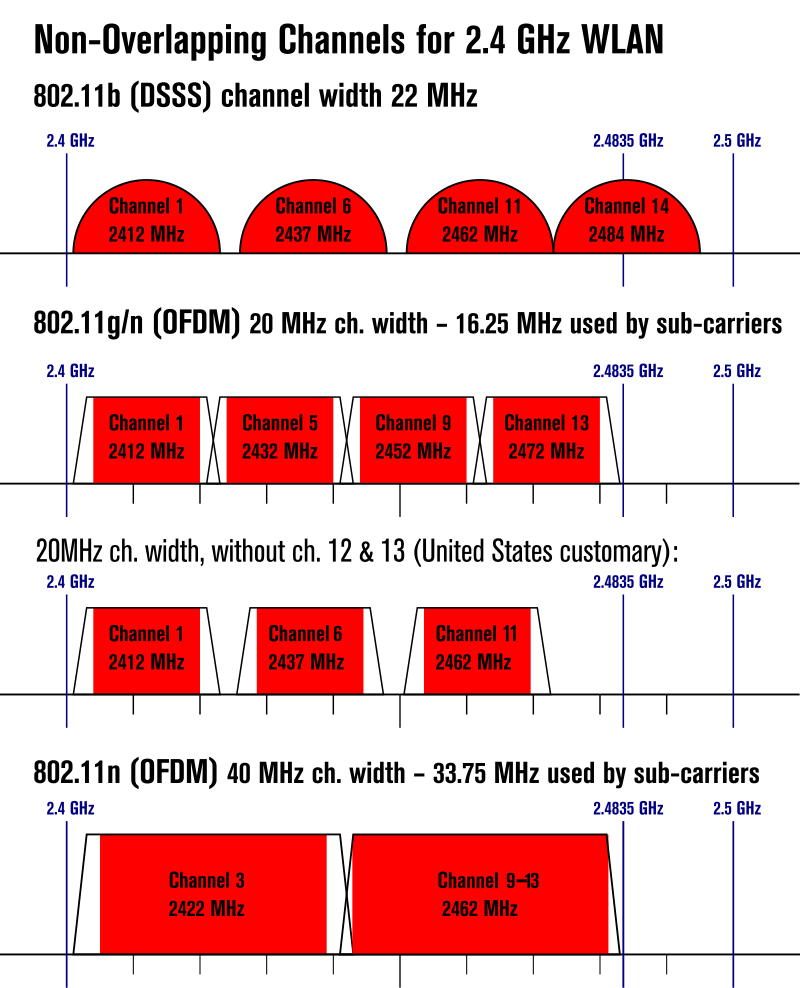 Non-Overlapping Channels for 2.4 GHz WLAN
802.11b (DSSS) channel width 22 MHz
2.4 GHz 2.4835 GHz 2.5 GHz
Channel 1 Channel 6 Channel 11 Channel 14
2412 MHz 2437 MHz 2462 MHz 2484 MHz
802.11g/n (OFDM) 20 MHz ch. width – 16.25 MHz used by sub-carriers
2.4 GHz 2.4835 GHz 2.5 GHz
Channel 1 Channel 5 Channel 9 Channel 13
2412 MHz 2432 MHz 2452 MHz 2472 MHz
20MHz ch. width, without ch. 12 & 13 (United States customary):
2.4 GHz 2.4835 GHz 2.5 GHz
Channel 1 Channel 6 Channel 11
2412 MHz 2437 MHz 2462 MHz
802.11n (OFDM) 40 MHz ch. width – 33.75 MHz used by sub-carriers
2.4 GHz 2.4835 GHz 2.5 GHz
Channel 3 Channel 9–13
2422 MHz 2462 MHz